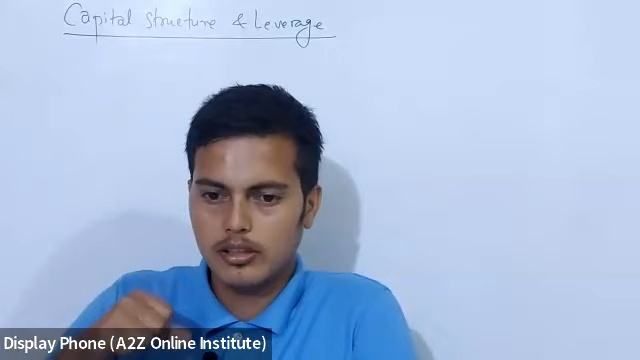 Capital structure & Leverage
Display Phone (A2Z Online Institute)